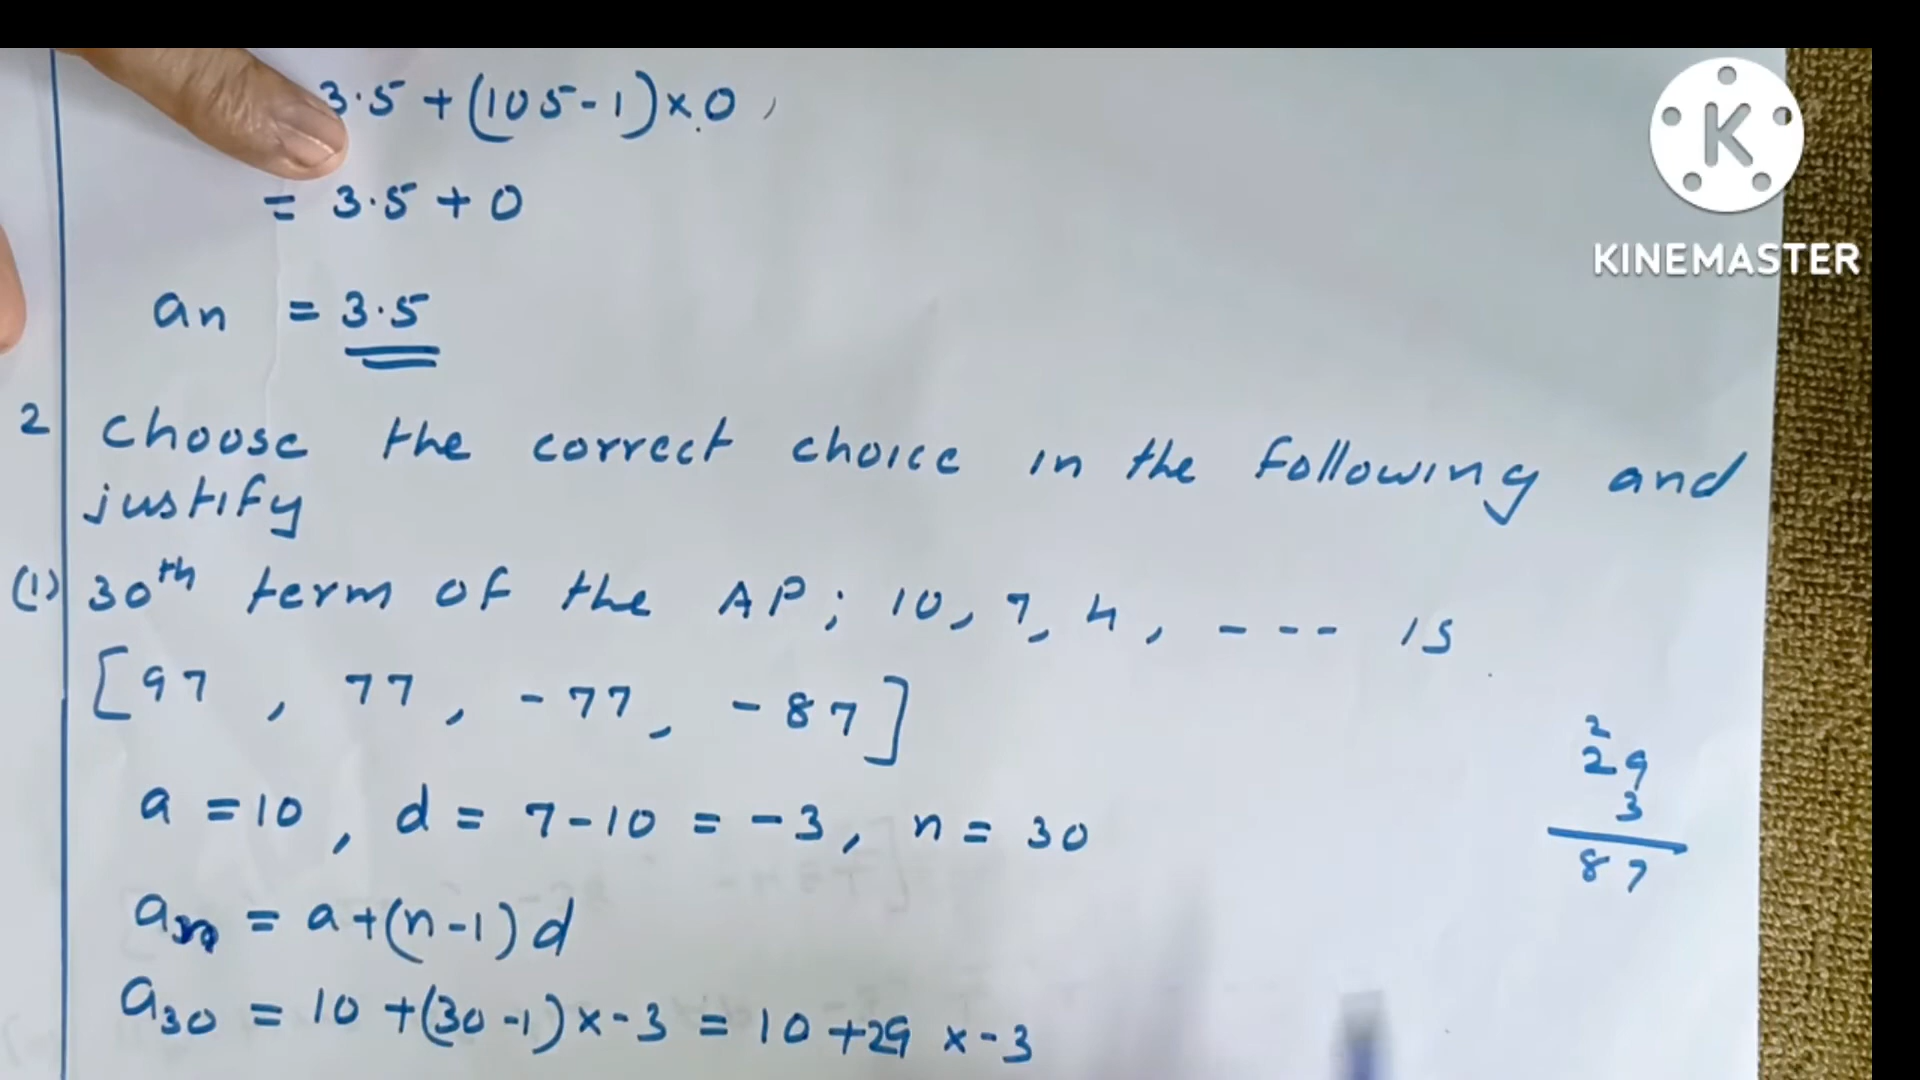 3.5 + (105-1)x.0,
= 3.5 + 0
an = 3.5
2 choose the correct choice in the following and
justify
(1) 30th term of the AP; 10, 7, 4, ---- is
[97, 77, -77, -87]
a = 10, d = 7-10 = -3, n = 30
an = a+(n-1)d
a30 = 10 +(30-1)x-3 = 10 +29 x-3
2
29
3
87
K
KINEMASTER